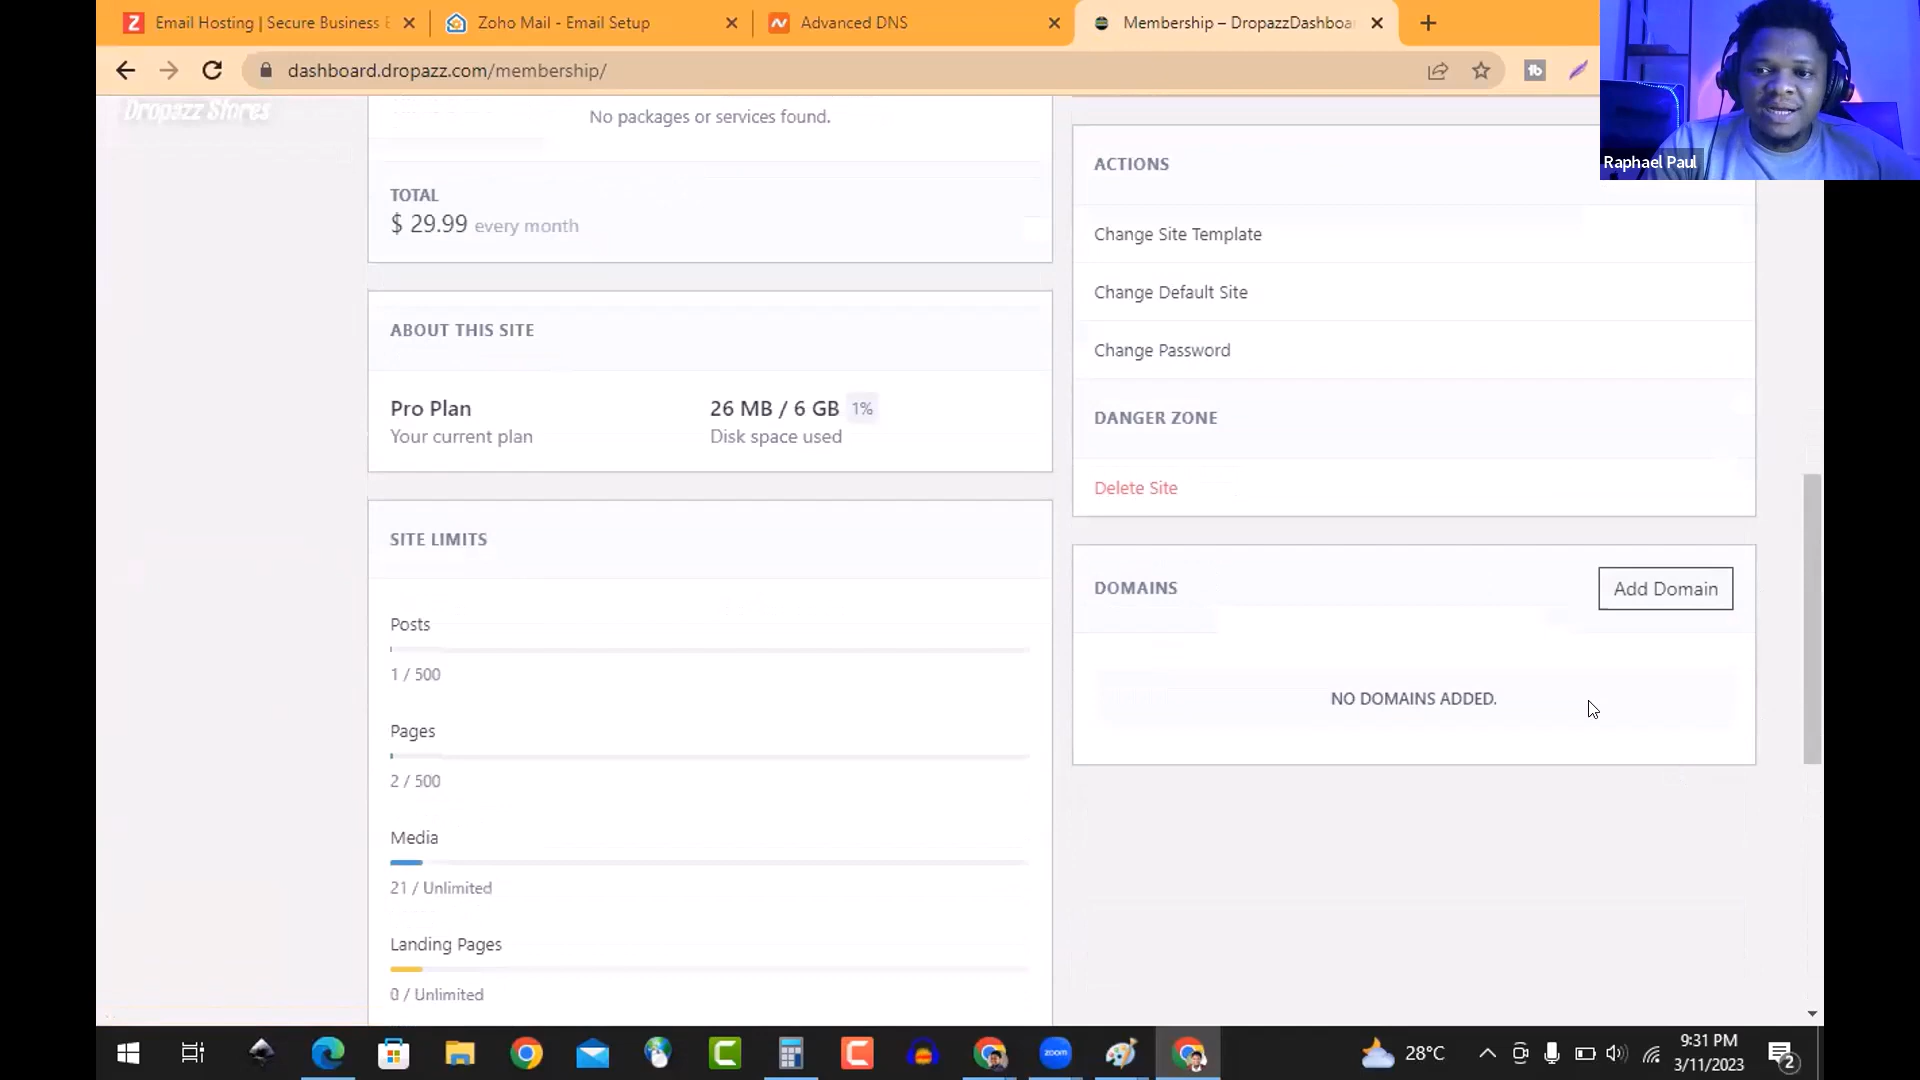 Email Hosting | Secure Business E
Zoho Mail - Email Setup
Advanced DNS
Membership – DropazzDashboa
dashboard.dropazz.com/membership/
Raphael Paul
Dropazz Stores
No packages or services found.
TOTAL
$ 29.99 every month
ABOUT THIS SITE
Pro Plan
Your current plan
26 MB / 6 GB 1%
Disk space used
SITE LIMITS
Posts
1 / 500
Pages
2 / 500
Media
21 / Unlimited
Landing Pages
0 / Unlimited
ACTIONS
Change Site Template
Change Default Site
Change Password
DANGER ZONE
Delete Site
DOMAINS
Add Domain
NO DOMAINS ADDED.
zoom
28°C
9:31 PM
3/11/2023
2